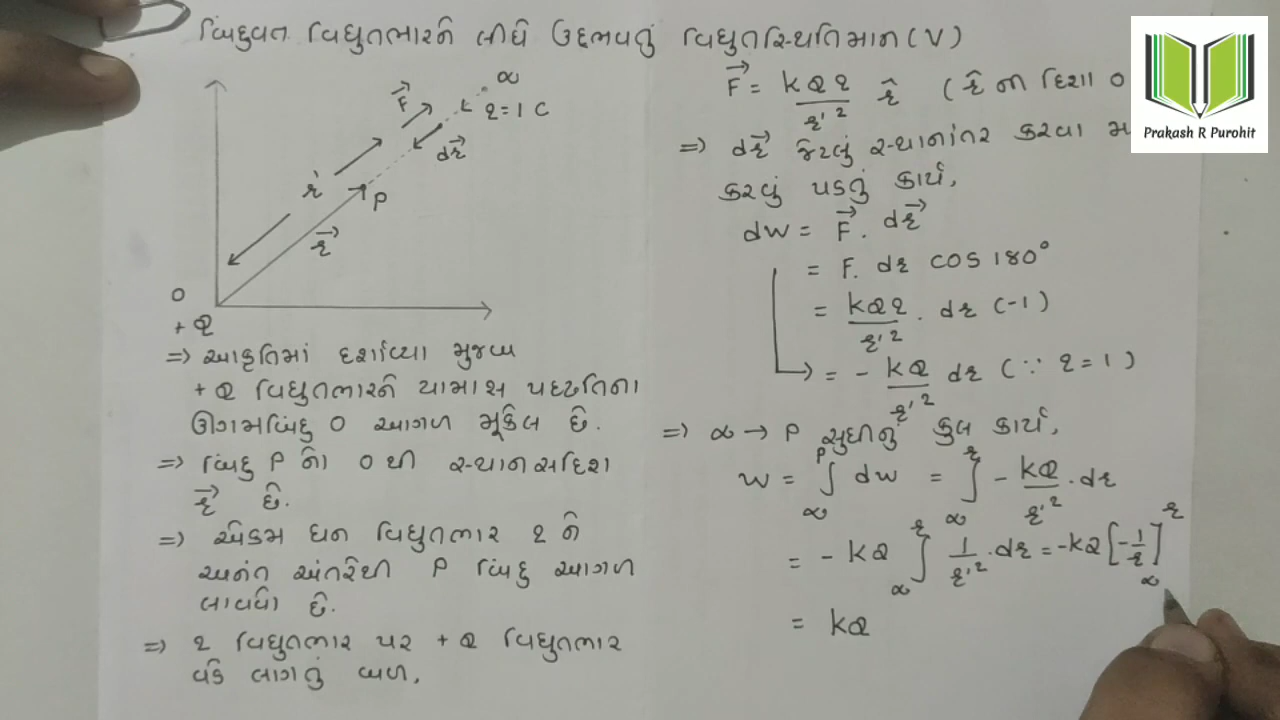 બિંદુવત વિદ્યુતભારને લીધે ઉદ્દભવતું વિદ્યુતસ્થિતિમાન (V)
∞
F⃗
q = 1 C
dr⃗
r'
P
r⃗
O
+ Q
⇒ આકૃતિમાં દર્શાવ્યા મુજબ
+ Q વિદ્યુતભારને યામાક્ષ પદ્ધતિના
ઊગમબિંદુ O આગળ મૂકેલ છે.
⇒ બિંદુ P નો O થી સ્થાનસદિશ
r⃗ છે.
⇒ એકમ ધન વિદ્યુતભાર q ને
અનંત અંતરેથી P બિંદુ આગળ
લાવવો છે.
⇒ q વિદ્યુતભાર પર + Q વિદ્યુતભાર
વડે લાગતું બળ,
F⃗ = kQq/r'² r̂ ( r̂ ની દિશા O
⇒ dr⃗ જેટલું સ્થાનાંતર કરવા
કરવું પડતું કાર્ય,
dW = F⃗ . dr⃗
= F. dr cos 180°
= kQq/r'² . dr (-1)
= - kQ/r'² dr (∵ q = 1)
⇒ ∞ → P સુધીનું કુલ કાર્ય,
W = ∫_∞^P dW = ∫_∞^r - kQ/r'² . dr
= - kQ ∫_∞^r 1/r'² . dr = -kQ [-1/r]_∞^r
= kQ
Prakash R Purohit